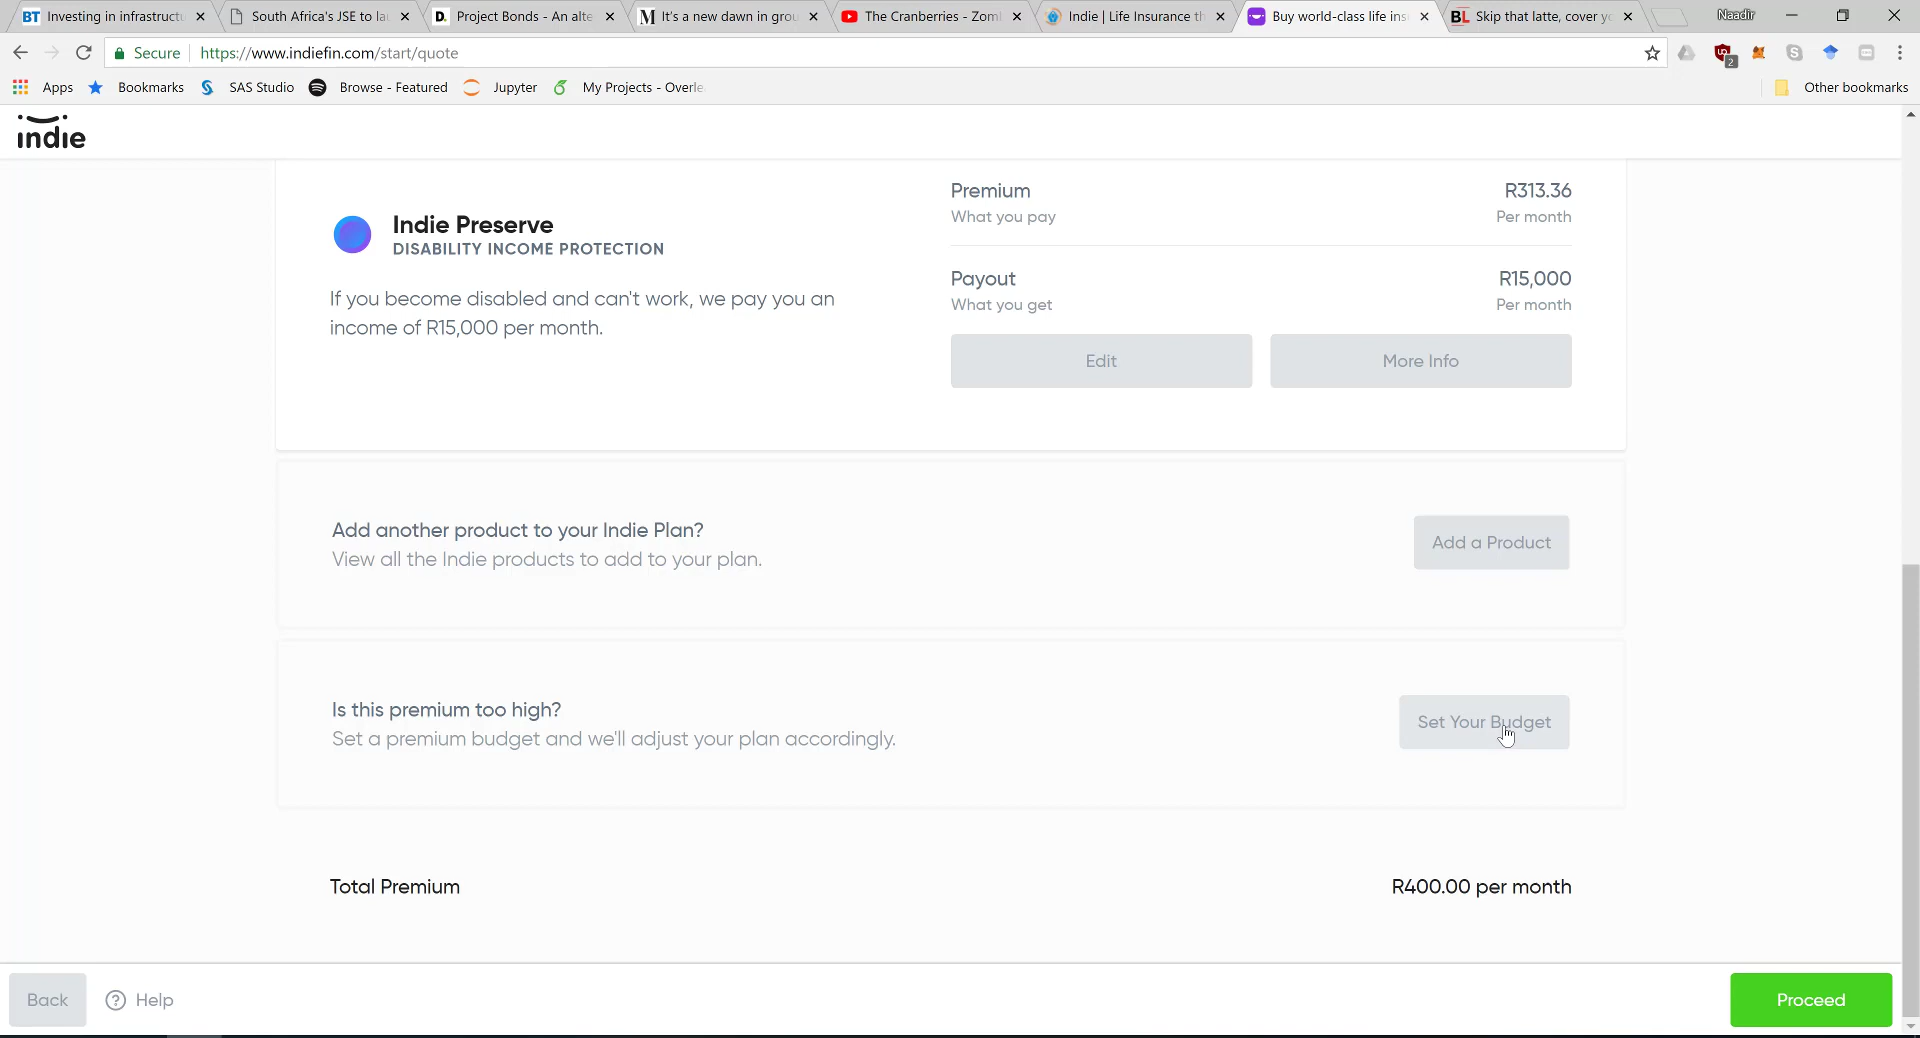 BT Investing in infrastruct
South Africa's JSE to la
D. Project Bonds - An alte
M It's a new dawn in grou
The Cranberries - Zom
Indie | Life Insurance th
Buy world-class life ins
BL Skip that latte, cover y
Naadir
Secure https://www.indiefin.com/start/quote
2
Apps Bookmarks SAS Studio Browse - Featured Jupyter My Projects - Overle Other bookmarks
indie
Indie Preserve
DISABILITY INCOME PROTECTION
If you become disabled and can't work, we pay you an
income of R15,000 per month.
Premium R313.36
What you pay Per month
Payout R15,000
What you get Per month
Edit More Info
Add another product to your Indie Plan?
View all the Indie products to add to your plan.
Add a Product
Is this premium too high?
Set a premium budget and we'll adjust your plan accordingly.
Set Your Budget
Total Premium R400.00 per month
Back ? Help Proceed